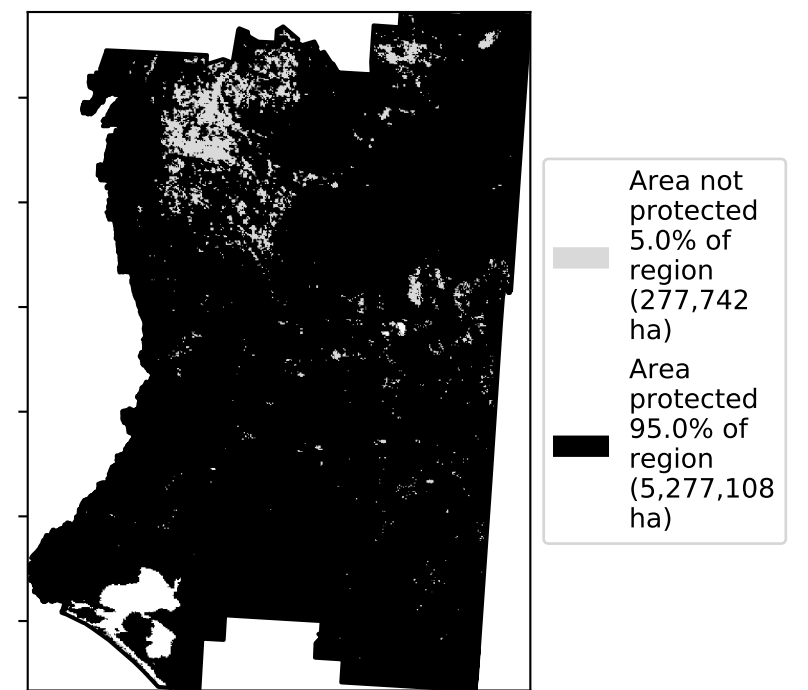 Area not
protected
5.0% of
region
(277,742
ha)
Area
protected
95.0% of
region
(5,277,108
ha)